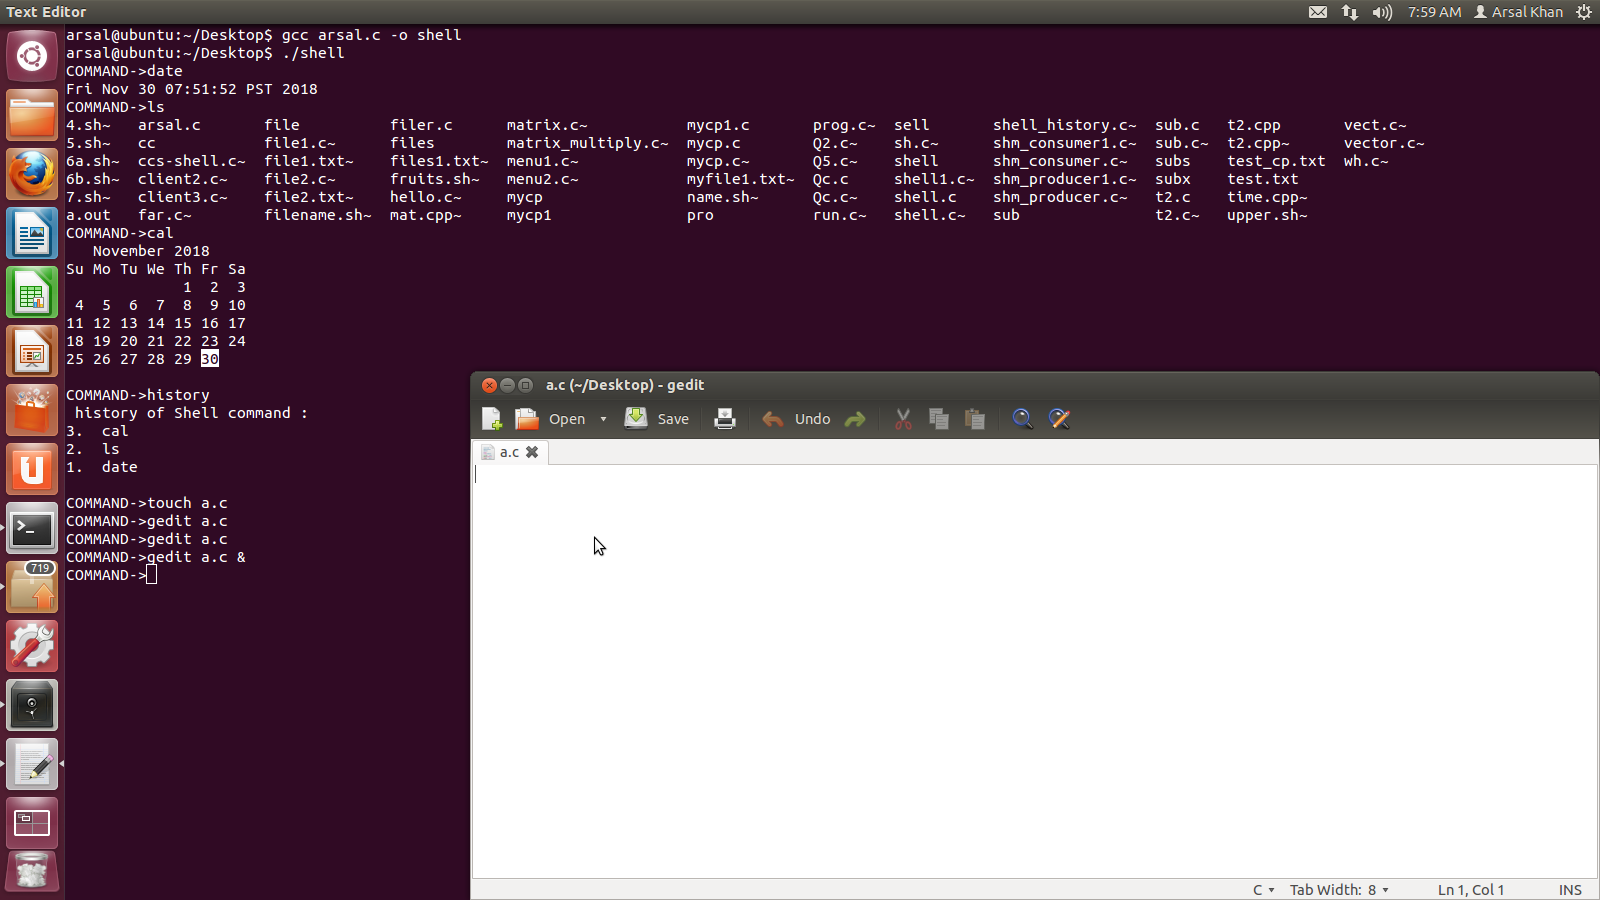 Text Editor
7:59 AM Arsal Khan
arsal@ubuntu:~/Desktop$ gcc arsal.c -o shell
arsal@ubuntu:~/Desktop$ ./shell
COMMAND->date
Fri Nov 30 07:51:52 PST 2018
COMMAND->ls
4.sh~ arsal.c file filer.c matrix.c~ mycp1.c prog.c~ sell shell_history.c~ sub.c t2.cpp vect.c~
5.sh~ cc file1.c~ files matrix_multiply.c~ mycp.c Q2.c~ sh.c~ shm_consumer1.c~ sub.c~ t2.cpp~ vector.c~
6a.sh~ ccs-shell.c~ file1.txt~ files1.txt~ menu1.c~ mycp.c~ Q5.c~ shell shm_consumer.c~ subs test_cp.txt wh.c~
6b.sh~ client2.c~ file2.c~ fruits.sh~ menu2.c~ myfile1.txt~ Qc.c shell1.c~ shm_producer1.c~ subx test.txt
7.sh~ client3.c~ file2.txt~ hello.c~ mycp name.sh~ Qc.c~ shell.c shm_producer.c~ t2.c time.cpp~
a.out far.c~ filename.sh~ mat.cpp~ mycp1 pro run.c~ shell.c~ sub t2.c~ upper.sh~
COMMAND->cal
November 2018
Su Mo Tu We Th Fr Sa
1 2 3
4 5 6 7 8 9 10
11 12 13 14 15 16 17
18 19 20 21 22 23 24
25 26 27 28 29 30
COMMAND->history
history of Shell command :
3. cal
2. ls
1. date
COMMAND->touch a.c
COMMAND->gedit a.c
COMMAND->gedit a.c
COMMAND->gedit a.c &
COMMAND->
719
a.c (~/Desktop) - gedit
Open Save Undo
a.c
C Tab Width: 8 Ln 1, Col 1 INS